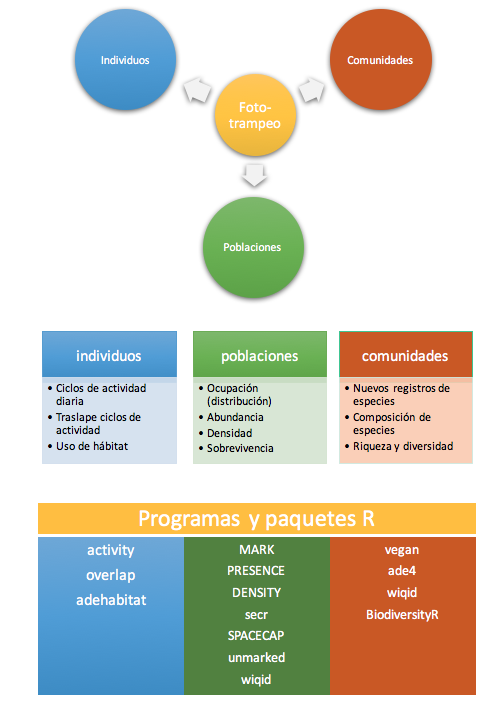 Individuos
Comunidades
Foto-
trampeo
Poblaciones
individuos
• Ciclos de actividad
diaria
• Traslape ciclos de
actividad
• Uso de hábitat
poblaciones
• Ocupación
(distribución)
• Abundancia
• Densidad
• Sobrevivencia
comunidades
• Nuevos registros de
especies
• Composición de
especies
• Riqueza y diversidad
Programas y paquetes R
activity
overlap
adehabitat
MARK
PRESENCE
DENSITY
secr
SPACECAP
unmarked
wiqid
vegan
ade4
wiqid
BiodiversityR